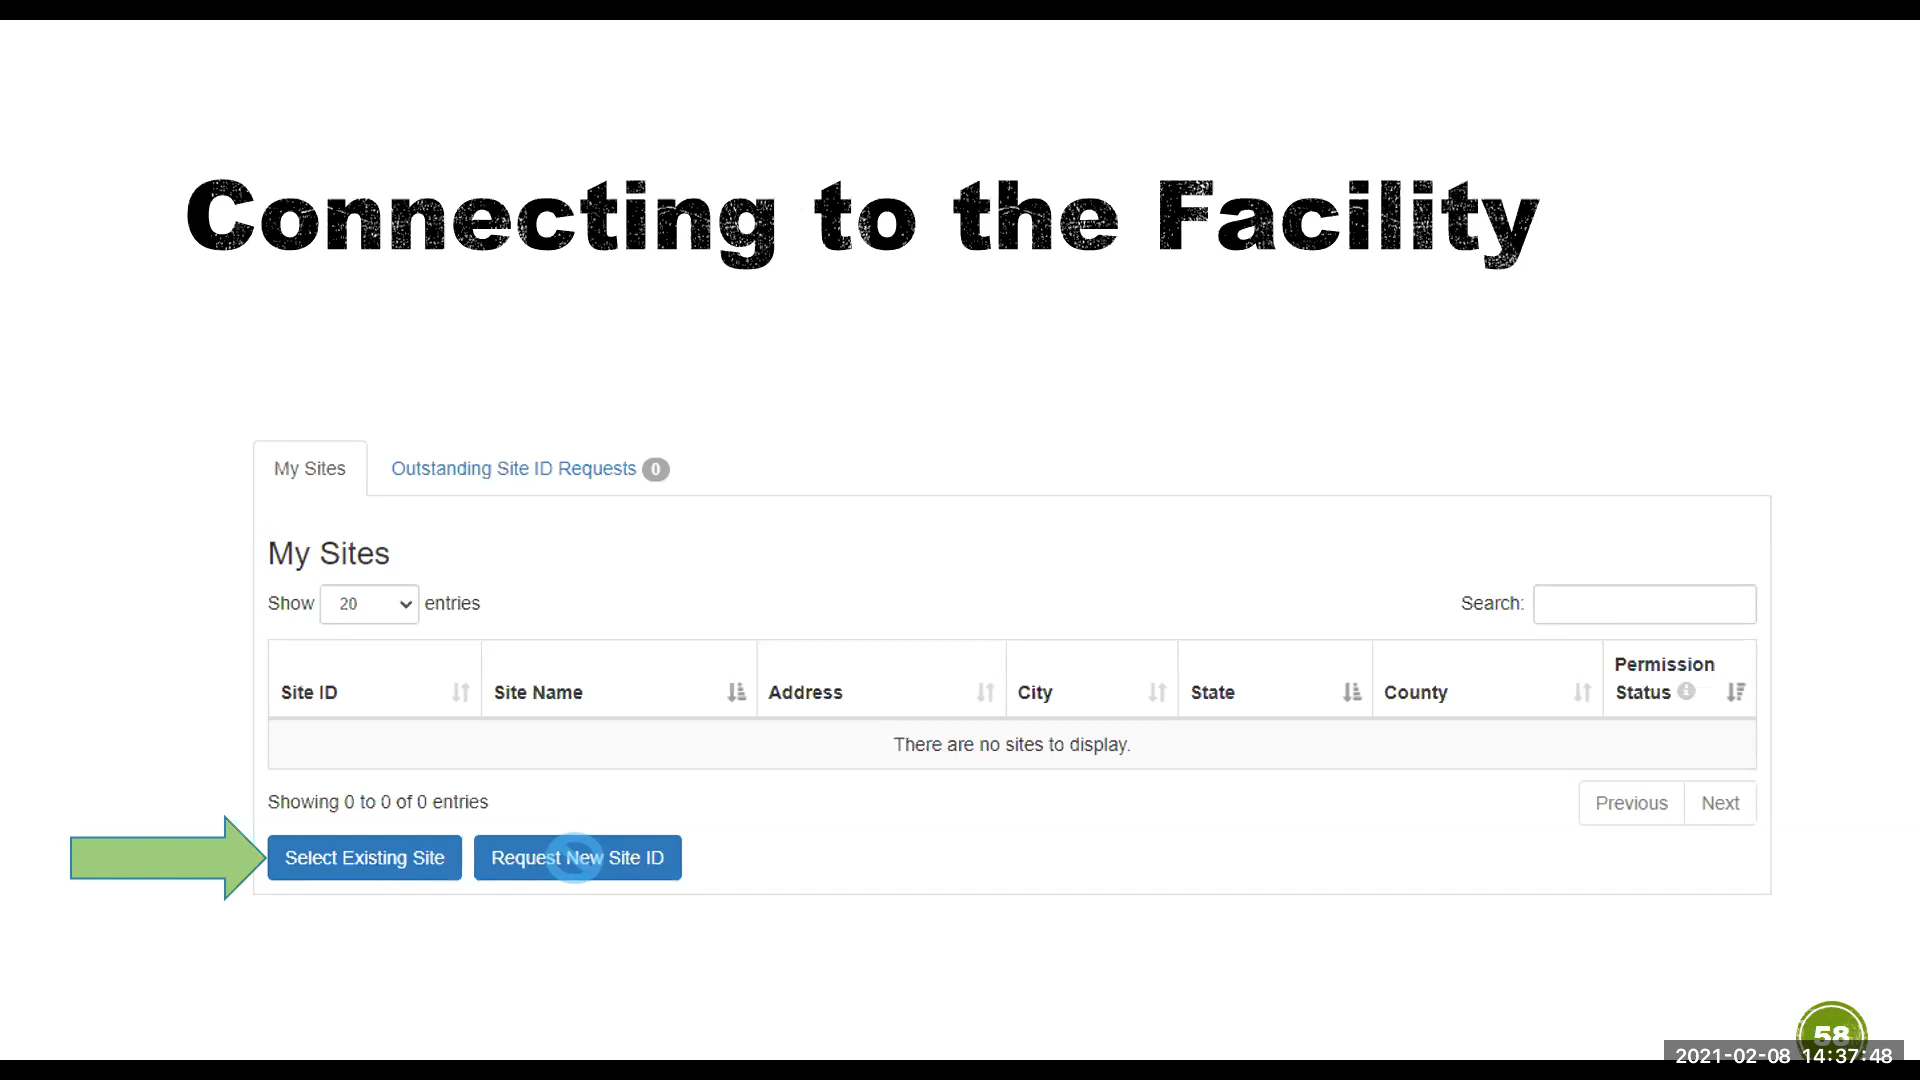 Connecting to the Facility
My Sites Outstanding Site ID Requests 0
My Sites
Show 20 entries Search:
Site ID Site Name Address City State County Permission Status
There are no sites to display.
Showing 0 to 0 of 0 entries Previous Next
Select Existing Site Request New Site ID
58
2021-02-08 14:37:48